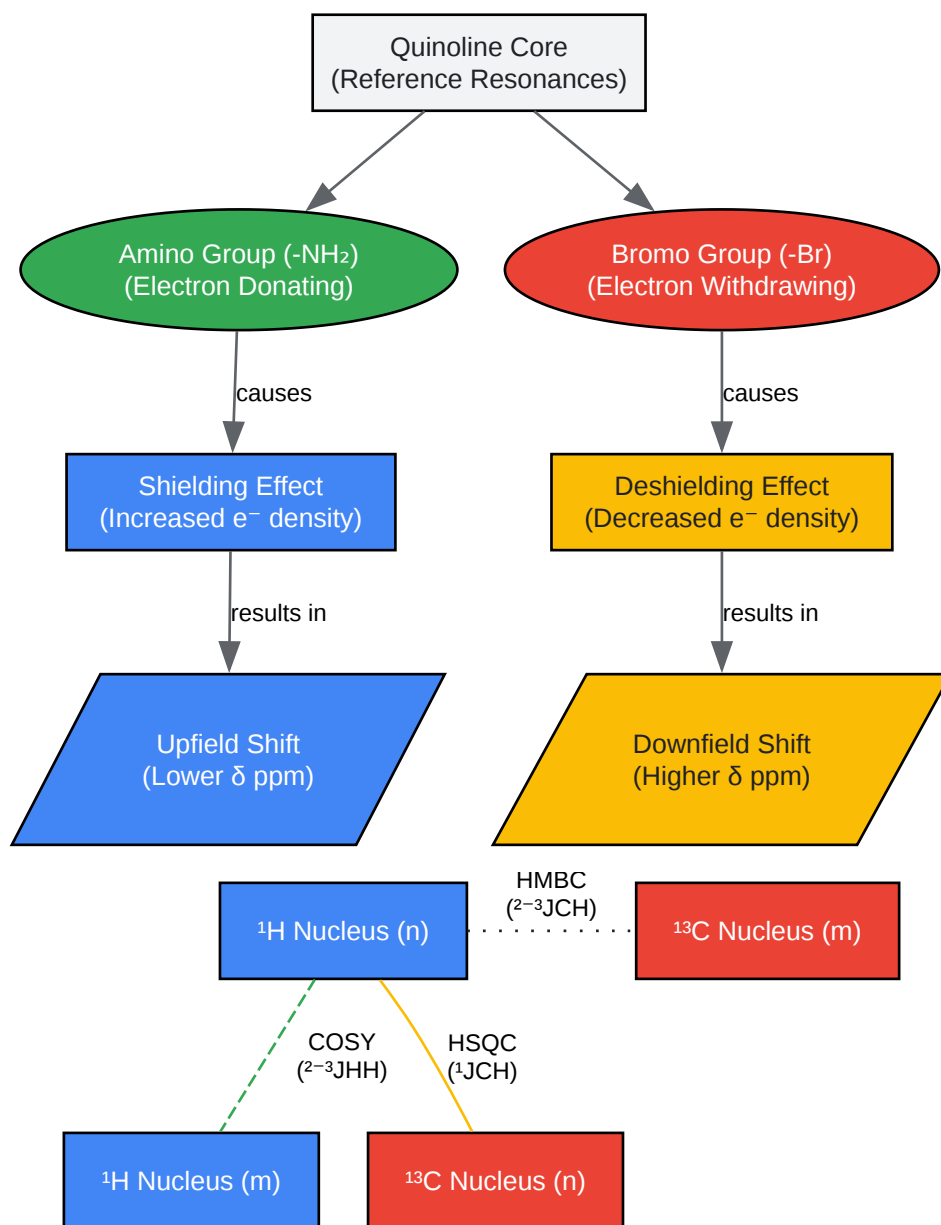 Quinoline Core
(Reference Resonances)
Amino Group (-NH₂)
(Electron Donating)
Bromo Group (-Br)
(Electron Withdrawing)
causes
causes
Shielding Effect
(Increased e⁻ density)
Deshielding Effect
(Decreased e⁻ density)
results in
results in
Upfield Shift
(Lower δ ppm)
Downfield Shift
(Higher δ ppm)
¹H Nucleus (n)
HMBC
(²⁻³JCH)
¹³C Nucleus (m)
COSY
(²⁻³JHH)
HSQC
(¹JCH)
¹H Nucleus (m)
¹³C Nucleus (n)